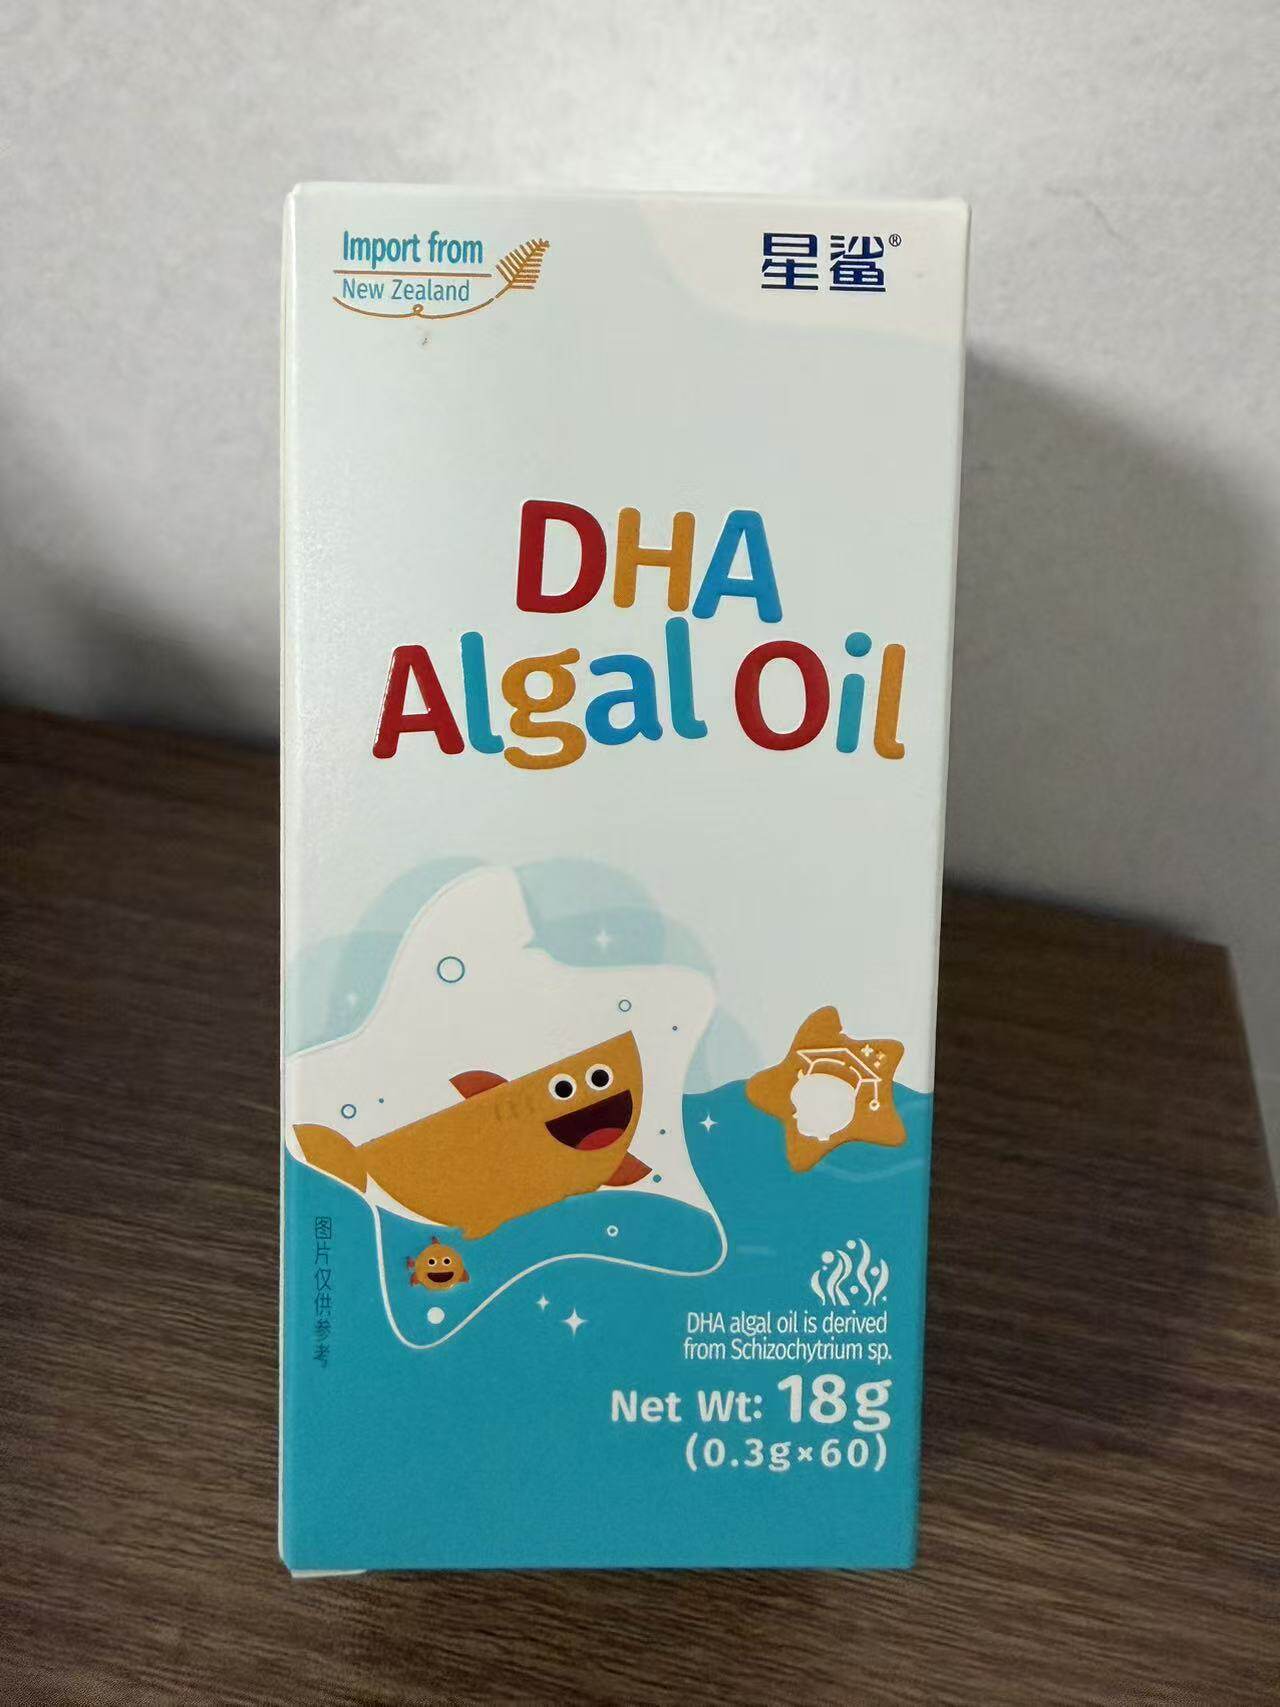 Import from
New Zealand
星鲨®
DHA
Algal Oil
图片仅供参考
DHA algal oil is derived
from Schizochytrium sp.
Net Wt: 18g
(0.3g×60)